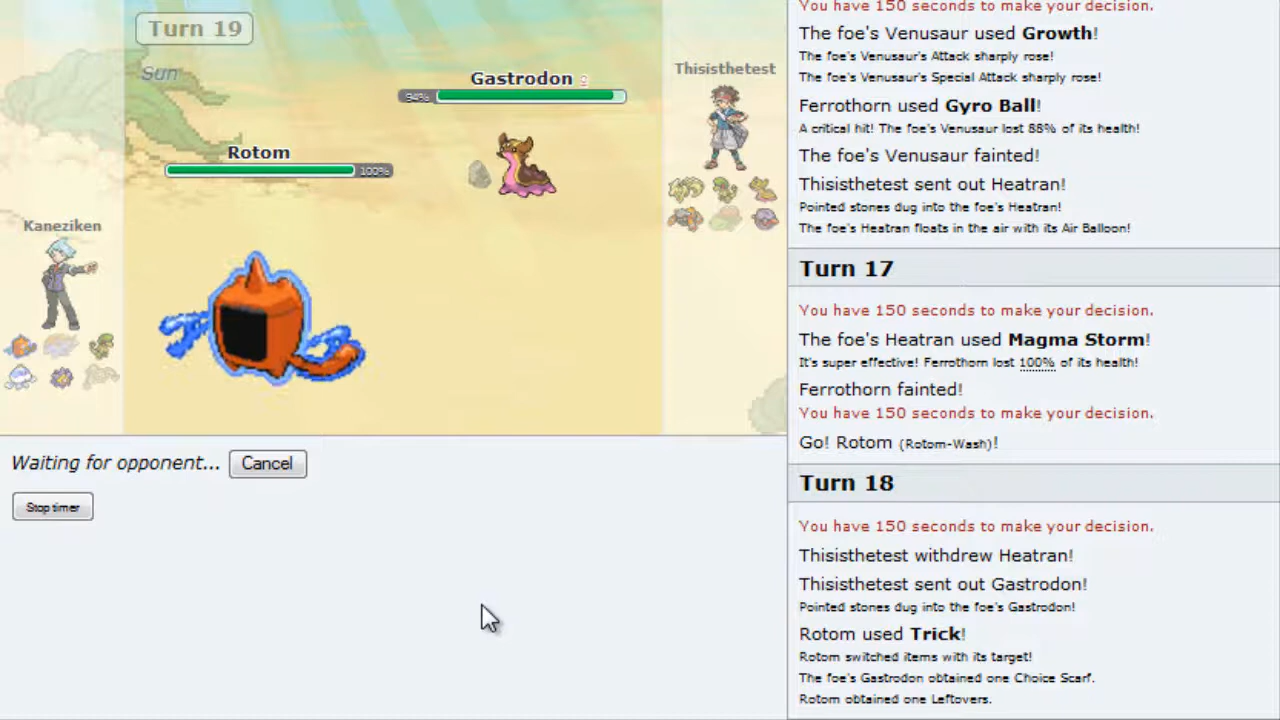 Turn 19
Sun
Gastrodon
94%
Rotom
100%
Thisisthetest
Kaneziken
Waiting for opponent... Cancel
Stop timer
You have 150 seconds to make your decision.
The foe's Venusaur used Growth!
The foe's Venusaur's Attack sharply rose!
The foe's Venusaur's Special Attack sharply rose!
Ferrothorn used Gyro Ball!
A critical hit! The foe's Venusaur lost 88% of its health!
The foe's Venusaur fainted!
Thisisthetest sent out Heatran!
Pointed stones dug into the foe's Heatran!
The foe's Heatran floats in the air with its Air Balloon!
Turn 17
You have 150 seconds to make your decision.
The foe's Heatran used Magma Storm!
It's super effective! Ferrothorn lost 100% of its health!
Ferrothorn fainted!
You have 150 seconds to make your decision.
Go! Rotom (Rotom-Wash)!
Turn 18
You have 150 seconds to make your decision.
Thisisthetest withdrew Heatran!
Thisisthetest sent out Gastrodon!
Pointed stones dug into the foe's Gastrodon!
Rotom used Trick!
Rotom switched items with its target!
The foe's Gastrodon obtained one Choice Scarf.
Rotom obtained one Leftovers.